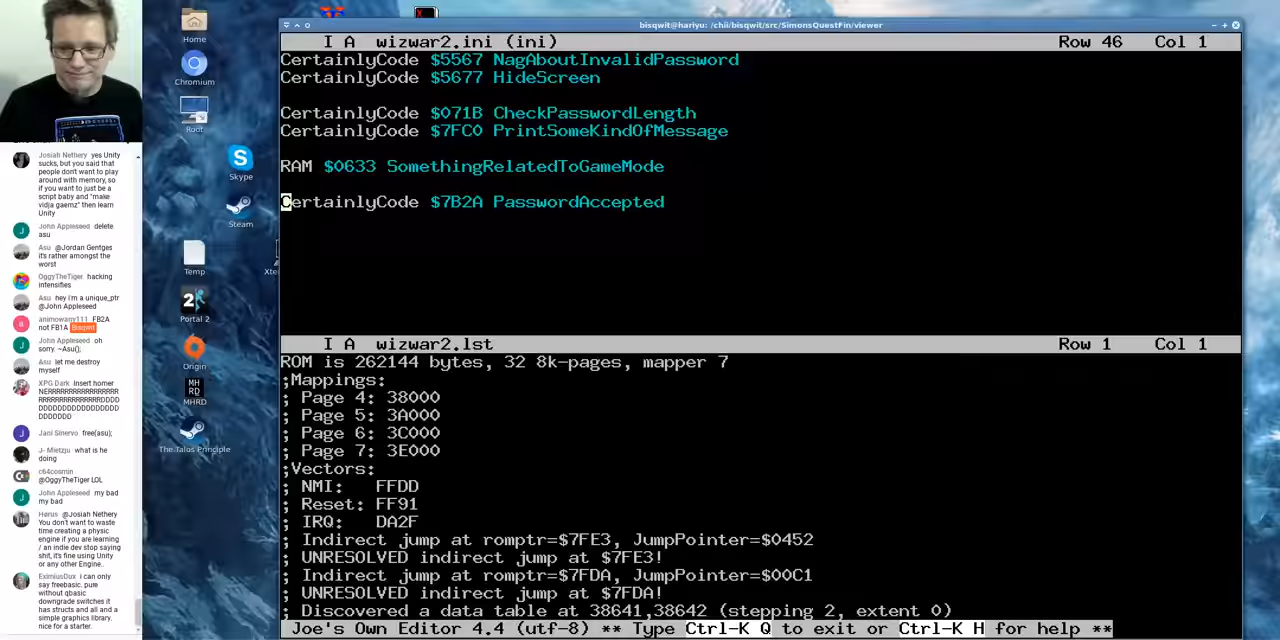 bisqwit@hariyu: /chii/bisqwit/src/SimonsQuestFin/viewer
I A wizwar2.ini (ini) Row 46 Col 1
CertainlyCode $5567 NagAboutInvalidPassword
CertainlyCode $5677 HideScreen
CertainlyCode $071B CheckPasswordLength
CertainlyCode $7FC0 PrintSomeKindOfMessage
RAM $0633 SomethingRelatedToGameMode
CertainlyCode $7B2A PasswordAccepted
I A wizwar2.lst Row 1 Col 1
ROM is 262144 bytes, 32 8k-pages, mapper 7
;Mappings:
; Page 4: 38000
; Page 5: 3A000
; Page 6: 3C000
; Page 7: 3E000
;Vectors:
; NMI: FFDD
; Reset: FF91
; IRQ: DA2F
; Indirect jump at romptr=$7FE3, JumpPointer=$0452
; UNRESOLVED indirect jump at $7FE3!
; Indirect jump at romptr=$7FDA, JumpPointer=$00C1
; UNRESOLVED indirect jump at $7FDA!
; Discovered a data table at 38641,38642 (stepping 2, extent 0)
Joe's Own Editor 4.4 (utf-8) ** Type Ctrl-K Q to exit or Ctrl-K H for help **
Home
Chromium
Root
Skype
Steam
Temp
Xte
Portal 2
Origin
MH
RD
MHRD
The Talos Principle
Josiah Nethery yes Unity
sucks, but you said that
people don't want to play
around with memory, so
if you want to just be a
script baby and "make
vidja gaemz" then learn
Unity
John Appleseed delete
asu
Asu @Jordan Gentges
it's rather amongst the
worst
OggyTheTiger hacking
intensifies
Asu hey i'm a unique_ptr
@John Appleseed
animowany111 FB2A
not FB1A Bisqwit
John Appleseed oh
sorry. ~Asu();
Asu let me destroy
myself
XPG Dark Insert homer
Jani Sinervo free(asu);
J- Mietzju what is he
doing
c64cosmin
@OggyTheTiger LOL
John Appleseed my bad
my bad
Hørus @Josiah Nethery
You don't want to waste
time creating a physic
engine if you are learning
/ an indie dev stop saying
shit, it's fine using Unity
or any other Engine..
EximiusDux i can only
say freebasic. pure
without qbasic
downgrade switches it
has structs and all and a
simple graphics library.
nice for a starter.